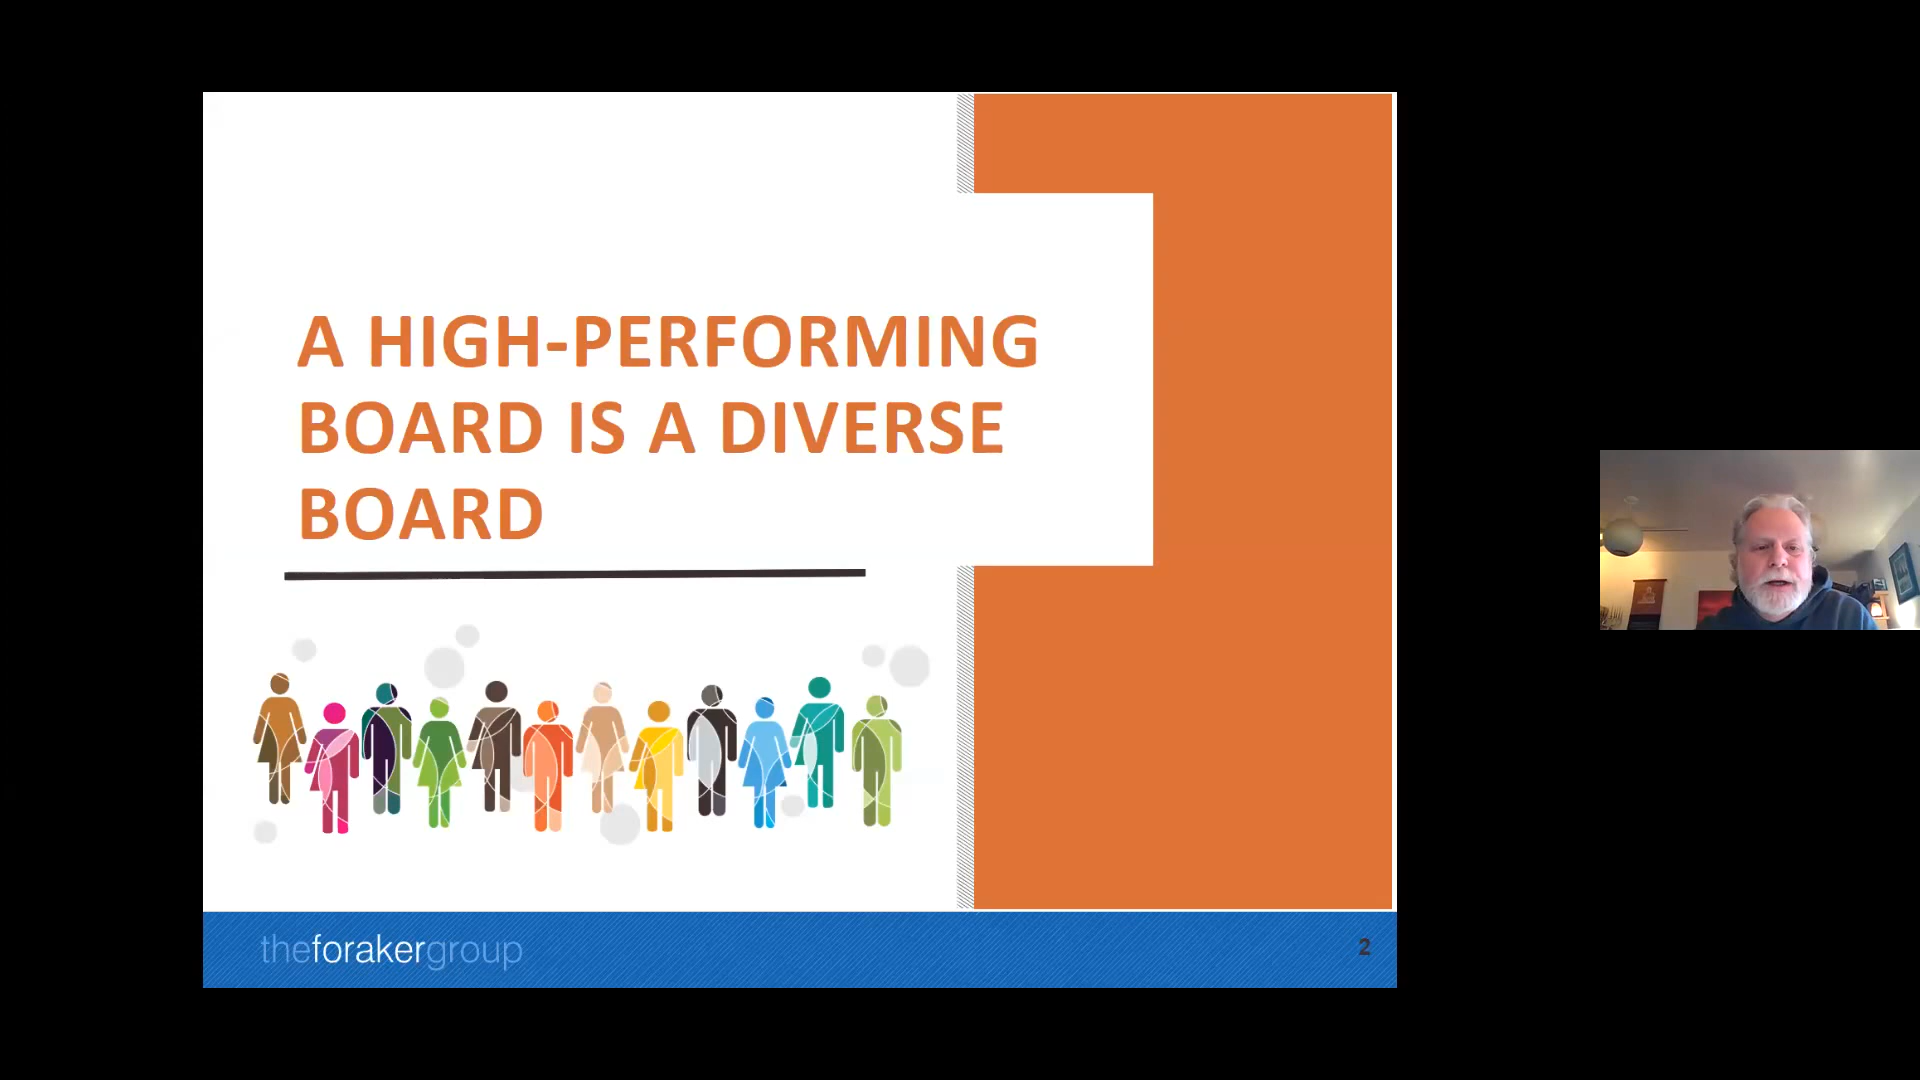 A HIGH-PERFORMING
BOARD IS A DIVERSE
BOARD
theforakergroup
2